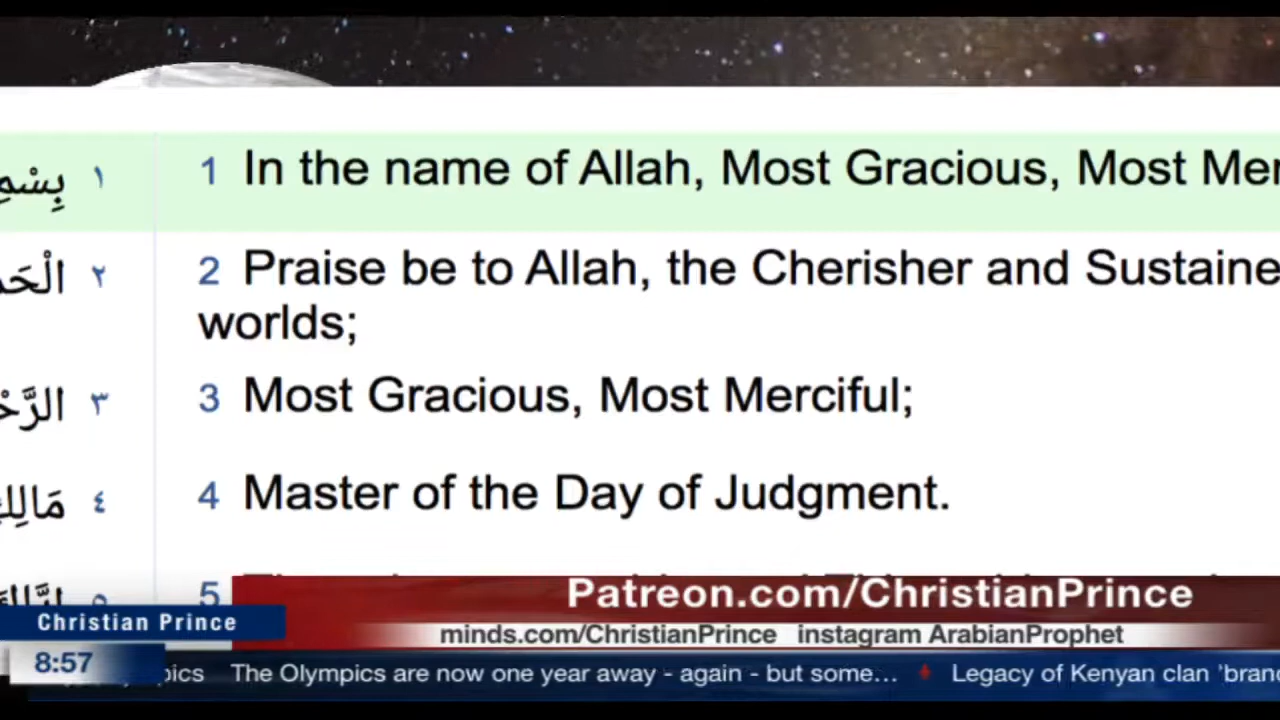 بِسْمِ ١
1 In the name of Allah, Most Gracious, Most Mer
٢
2 Praise be to Allah, the Cherisher and Sustaine
worlds;
٣
3 Most Gracious, Most Merciful;
٤
4 Master of the Day of Judgment.
٥
5
Patreon.com/ChristianPrince
Christian Prince
minds.com/ChristianPrince instagram ArabianProphet
8:57
pics The Olympics are now one year away - again - but some... Legacy of Kenyan clan 'bran